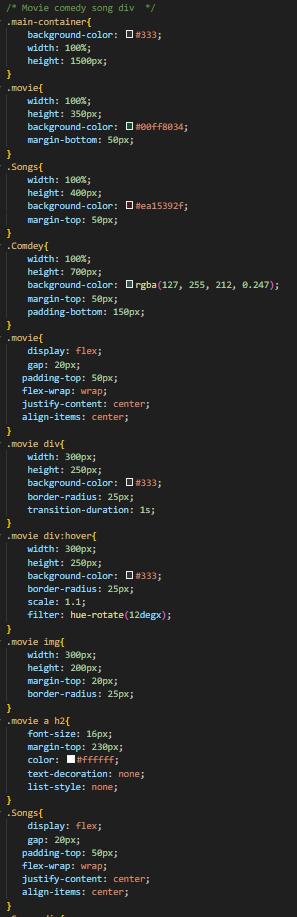 /* Movie comedy song div  */
.main-container{
    background-color: #333;
    width: 100%;
    height: 1500px;
}
.movie{
    width: 100%;
    height: 350px;
    background-color: #00ff8034;
    margin-bottom: 50px;
}
.Songs{
    width: 100%;
    height: 400px;
    background-color: #ea15392f;
    margin-top: 50px;
}
.Comdey{
    width: 100%;
    height: 700px;
    background-color: rgba(127, 255, 212, 0.247);
    margin-top: 50px;
    padding-bottom: 150px;
}
.movie{
    display: flex;
    gap: 20px;
   padding-top: 50px;
   flex-wrap: wrap;
   justify-content: center;
   align-items: center;
}
.movie div{
    width: 300px;
    height: 250px;
    background-color: #333;
    border-radius: 25px;
    transition-duration: 1s;
}
.movie div:hover{
    width: 300px;
    height: 250px;
    background-color: #333;
    border-radius: 25px;
    scale: 1.1;
    filter: hue-rotate(12degx);
}
.movie img{
    width: 300px;
    height: 200px;
    margin-top: 20px;
    border-radius: 25px;
}
.movie a h2{
    font-size: 16px;
    margin-top: 230px;
    color: #ffffff;
    text-decoration: none;
    list-style: none;
}
.Songs{
    display: flex;
    gap: 20px;
   padding-top: 50px;
   flex-wrap: wrap;
   justify-content: center;
   align-items: center;
}